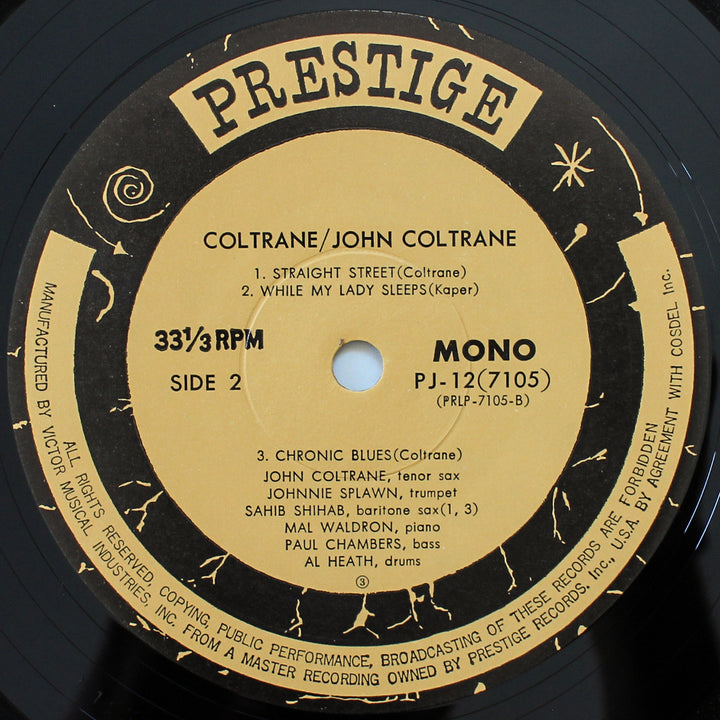 PRESTIGE
COLTRANE/JOHN COLTRANE
1. STRAIGHT STREET(Coltrane)
2. WHILE MY LADY SLEEPS(Kaper)
33⅓ RPM
SIDE 2
MONO
PJ-12(7105)
(PRLP-7105-B)
3. CHRONIC BLUES(Coltrane)
JOHN COLTRANE, tenor sax
JOHNNIE SPLAWN, trumpet
SAHIB SHIHAB, baritone sax(1, 3)
MAL WALDRON, piano
PAUL CHAMBERS, bass
AL HEATH, drums
③
ALL RIGHTS RESERVED, COPYING, PUBLIC PERFORMANCE, BROADCASTING OF THESE RECORDS ARE FORBIDDEN
MANUFACTURED BY VICTOR MUSICAL INDUSTRIES, INC. FROM A MASTER RECORDING OWNED BY PRESTIGE RECORDS. Inc., U.S.A. BY AGREEMENT WITH COSDEL Inc.